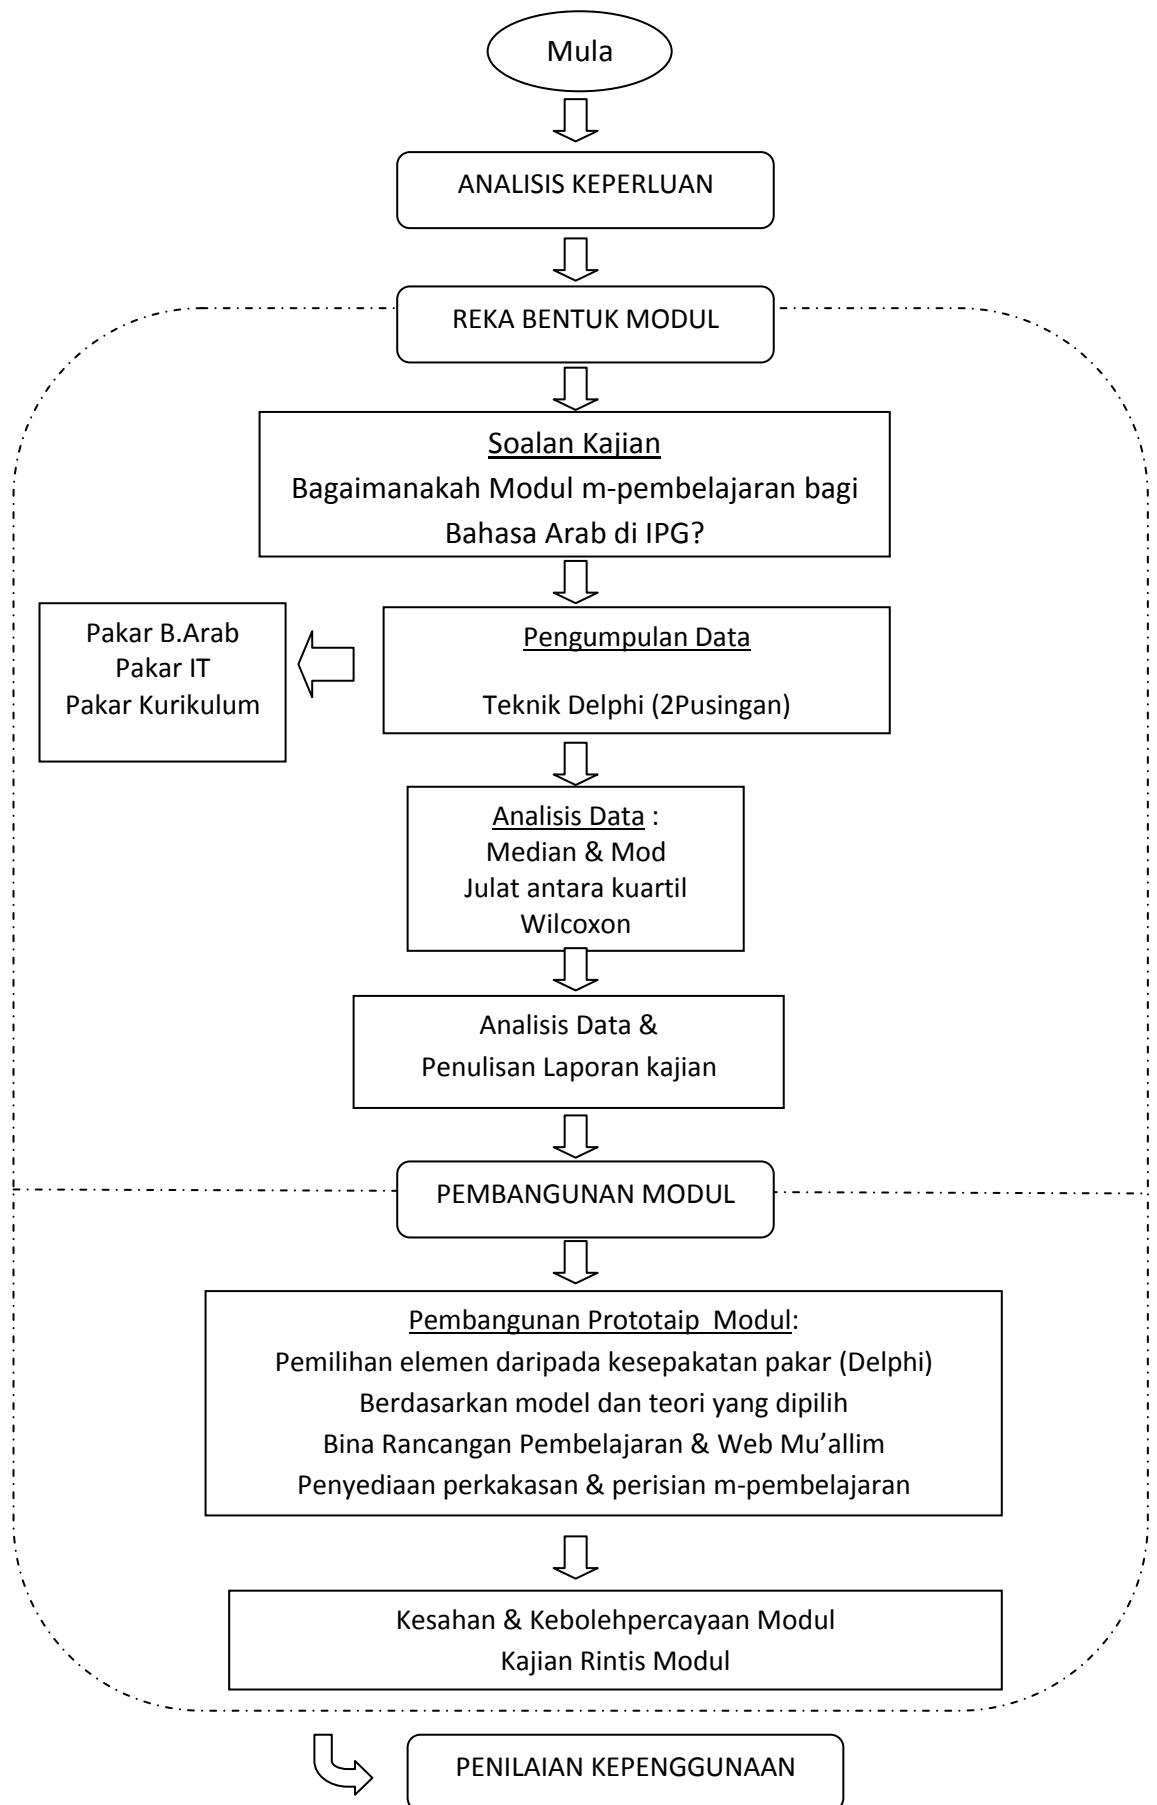 Mula
ANALISIS KEPERLUAN
REKA BENTUK MODUL
Soalan Kajian
Bagaimanakah Modul m-pembelajaran bagi
Bahasa Arab di IPG?
Pakar B.Arab
Pakar IT
Pakar Kurikulum
Pengumpulan Data
Teknik Delphi (2Pusingan)
Analisis Data :
Median & Mod
Julat antara kuartil
Wilcoxon
Analisis Data &
Penulisan Laporan kajian
PEMBANGUNAN MODUL
Pembangunan Prototaip  Modul:
Pemilihan elemen daripada kesepakatan pakar (Delphi)
Berdasarkan model dan teori yang dipilih
Bina Rancangan Pembelajaran & Web Mu’allim
Penyediaan perkakasan & perisian m-pembelajaran
Kesahan & Kebolehpercayaan Modul
Kajian Rintis Modul
PENILAIAN KEPENGGUNAAN